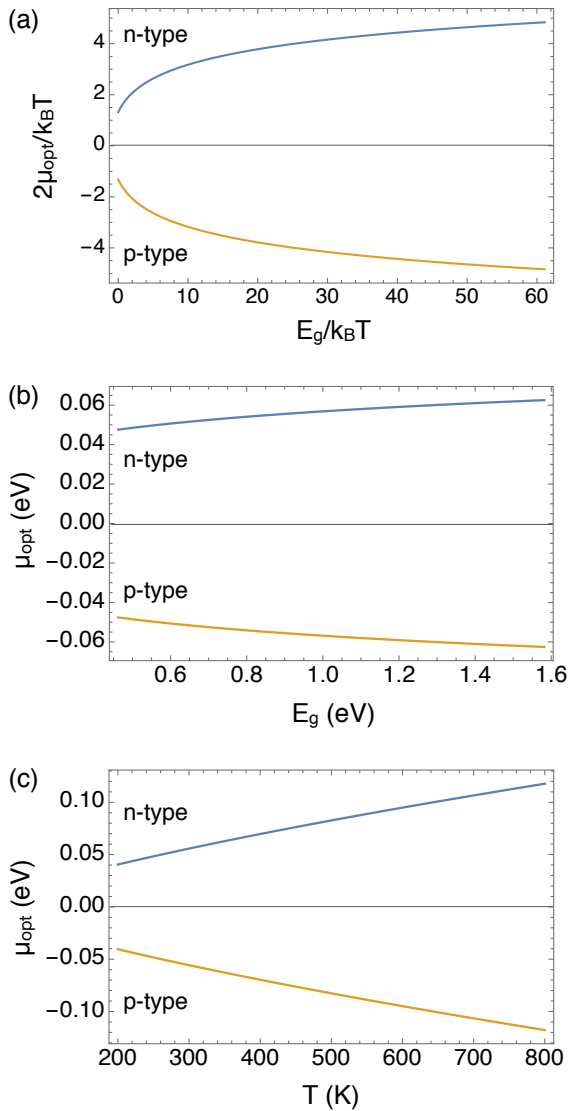 (a)
n-type
p-type
2μopt/kBT
4
2
0
−2
−4
0 10 20 30 40 50 60
Eg/kBT
(b)
n-type
p-type
μopt (eV)
0.06
0.04
0.02
0.00
−0.02
−0.04
−0.06
0.6 0.8 1.0 1.2 1.4 1.6
Eg (eV)
(c)
n-type
p-type
μopt (eV)
0.10
0.05
0.00
−0.05
−0.10
200 300 400 500 600 700 800
T (K)